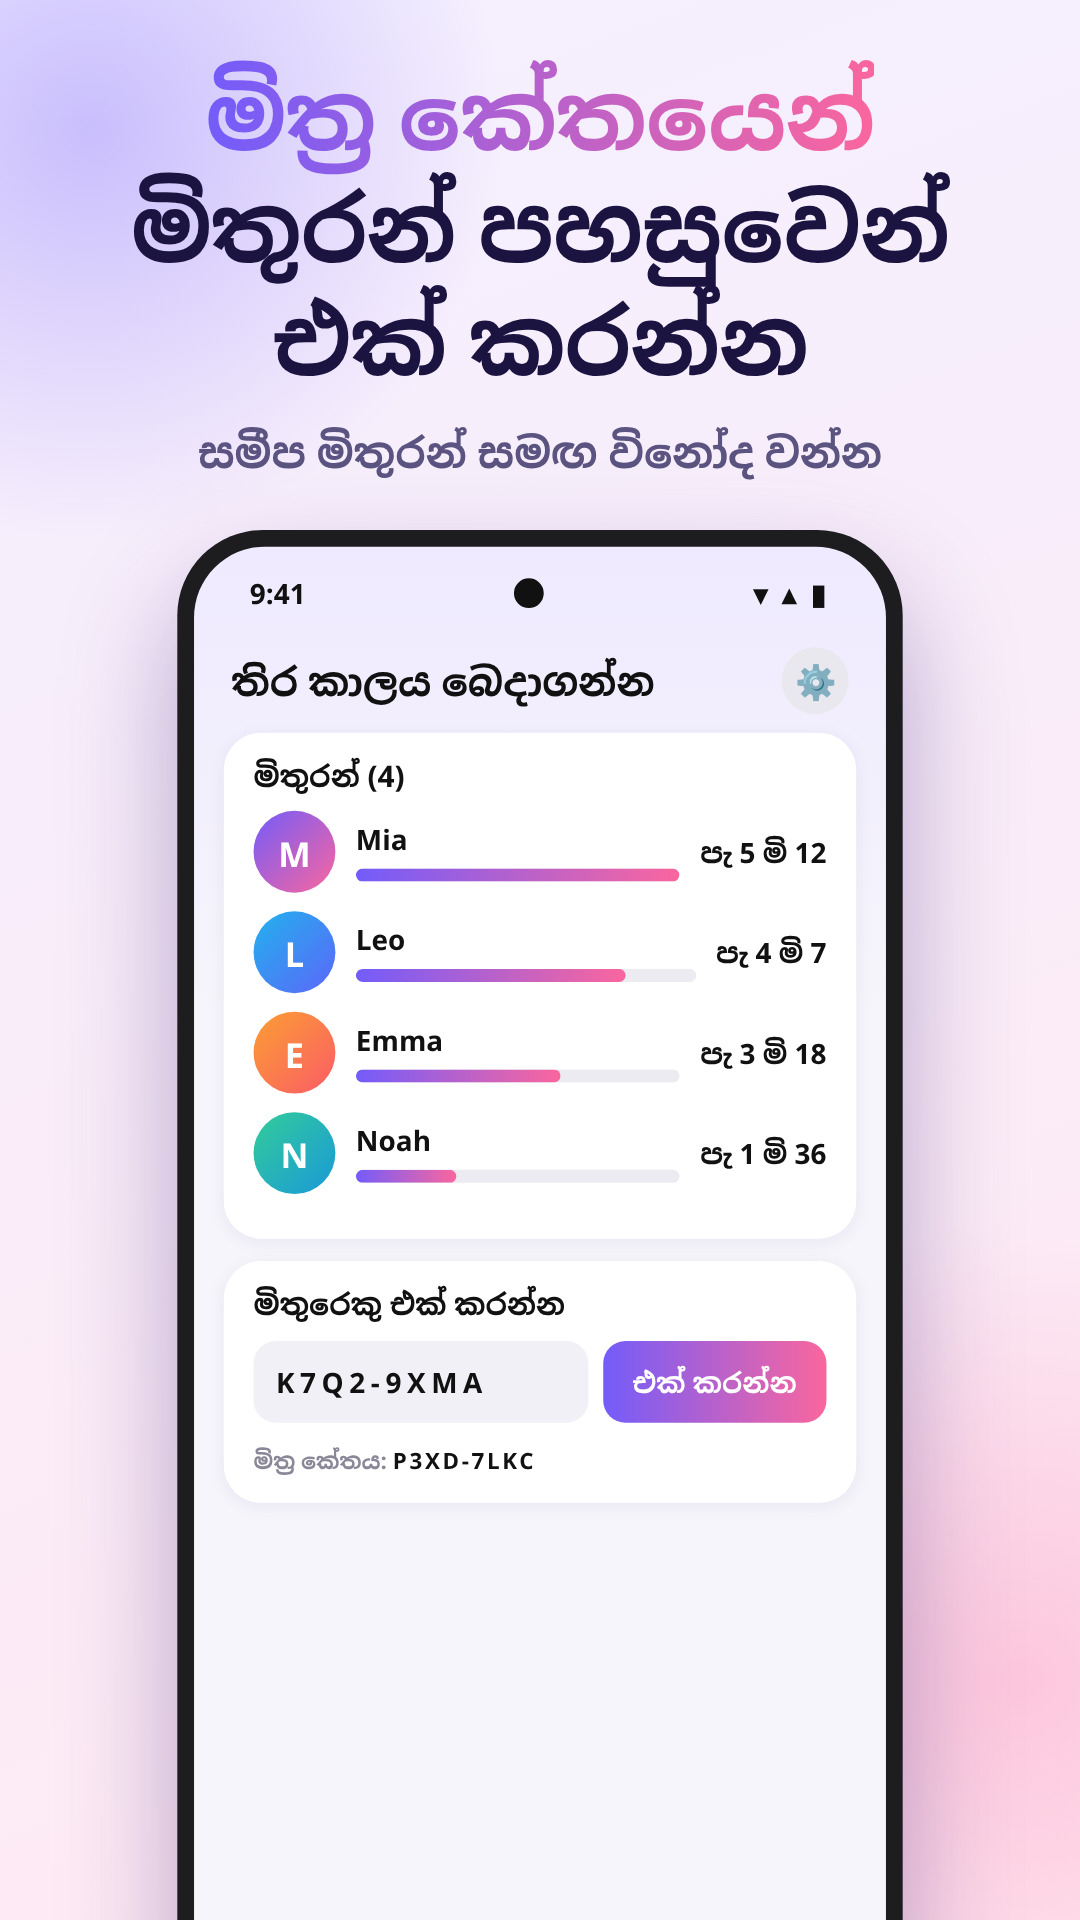 මිත්‍ර කේතයෙන්
මිතුරන් පහසුවෙන්
එක් කරන්න
සමීප මිතුරන් සමඟ විනෝද වන්න
9:41
තිර කාලය බෙදාගන්න
මිතුරන් (4)
M
Mia
පැ 5 මි 12
L
Leo
පැ 4 මි 7
E
Emma
පැ 3 මි 18
N
Noah
පැ 1 මි 36
මිතුරෙකු එක් කරන්න
K7Q2-9XMA
එක් කරන්න
මිත්‍ර කේතය: P3XD-7LKC